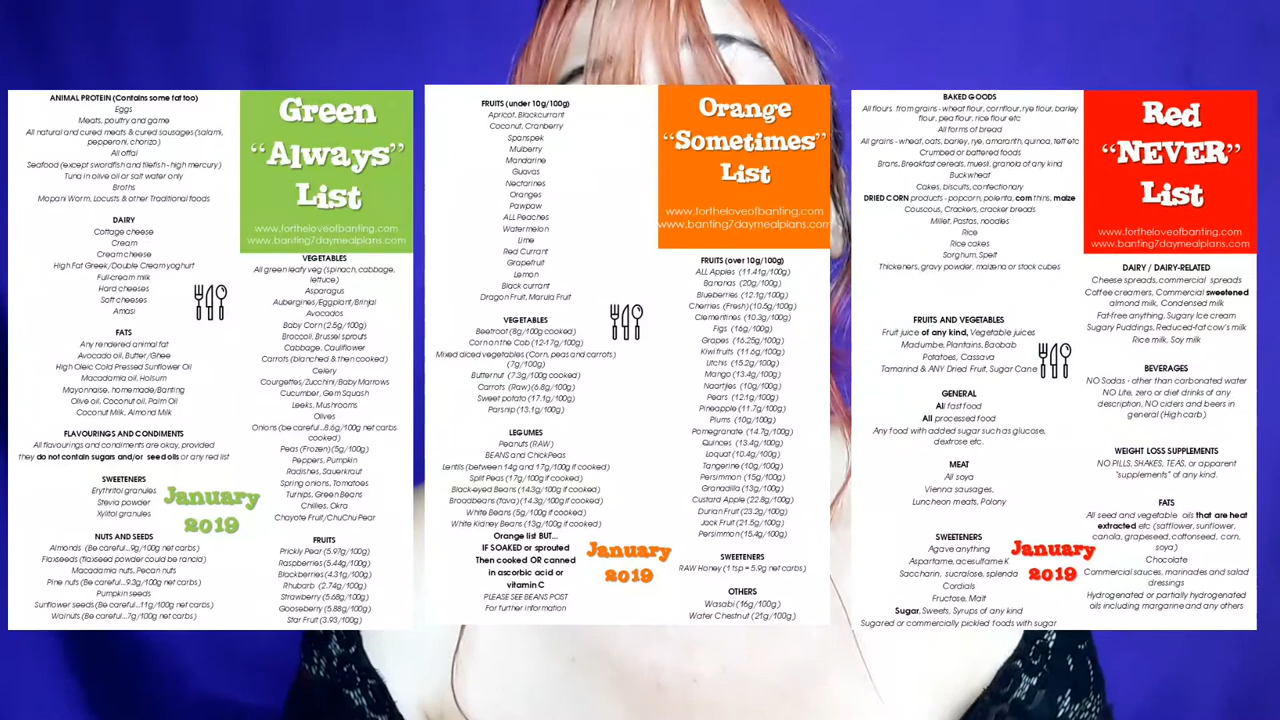 ANIMAL PROTEIN (Contains some fat too)
Eggs
Meats, poultry and game
All natural and cured meats & cured sausages (salami,
pepperoni, chorizo)
All offal
Seafood (except swordfish and tilefish - high mercury)
Tuna in olive oil or salt water only
Broths
Mopani Worm, Locusts & other Traditional foods
DAIRY
Cottage cheese
Cream
Cream cheese
High Fat Greek/Double Cream yoghurt
Full-cream milk
Hard cheeses
Soft cheeses
Amasi
FATS
Any rendered animal fat
Avocado oil, Butter/Ghee
High Oleic Cold Pressed Sunflower Oil
Macadamia oil, Holsum
Mayonnaise, homemade/Banting
Olive oil, Coconut oil, Palm Oil
Coconut Milk, Almond Milk
FLAVOURINGS AND CONDIMENTS
All flavourings and condiments are okay, provided
they do not contain sugars and/or seed oils or any red list
SWEETENERS
Erythritol granules
Stevia powder
Xylitol granules
NUTS AND SEEDS
Almonds (Be careful...9g/100g net carbs)
Flaxseeds (flaxseed powder could be rancid)
Macadamia nuts, Pecan nuts
Pine nuts (Be careful...9.3g/100g net carbs)
Pumpkin seeds
Sunflower seeds (Be careful...11g/100g net carbs)
Walnuts (Be careful...7g/100g net carbs)
January
2019
Green
“Always”
List
www.fortheloveofbanting.com
www.banting7daymealplans.com
VEGETABLES
All green leafy veg (spinach, cabbage,
lettuce)
Asparagus
Aubergines/Eggplant/Brinjal
Avocados
Baby Corn (2.5g/100g)
Broccoli, Brussel sprouts
Cabbage, Cauliflower
Carrots (blanched & then cooked)
Celery
Courgettes/Zucchini/Baby Marrows
Cucumber, Gem Squash
Leeks, Mushrooms
Olives
Onions (be careful...8.6g/100g net carbs
cooked)
Peas (Frozen) (5g/100g)
Peppers, Pumpkin
Radishes, Sauerkraut
Spring onions, Tomatoes
Turnips, Green Beans
Chillies, Okra
Chayote Fruit/ChuChu Pear
FRUITS
Prickly Pear (5.97g/100g)
Raspberries (5.44g/100g)
Blackberries (4.31g/100g)
Rhubarb (2.74g/100g)
Strawberry (5.68g/100g)
Gooseberry (5.88g/100g)
Star Fruit (3.93/100g)
FRUITS (under 10g/100g)
Apricot, Blackcurrant
Coconut, Cranberry
Spanspek
Mulberry
Mandarine
Guavas
Nectarines
Oranges
Pawpaw
ALL Peaches
Watermelon
Lime
Red Currant
Grapefruit
Lemon
Black currant
Dragon Fruit, Marula Fruit
VEGETABLES
Beetroot (8g/100g cooked)
Corn on the Cob (12-17g/100g)
Mixed diced vegetables (Corn, peas and carrots)
(7g/100g)
Butternut (7.3g/100g cooked)
Carrots (Raw) (6.8g/100g)
Sweet potato (17.1g/100g)
Parsnip (13.1g/100g)
LEGUMES
Peanuts (RAW)
BEANS and ChickPeas
Lentils (between 14g and 17g/100g if cooked)
Split Peas (17g/100g if cooked)
Black-eyed Beans (14.3g/100g if cooked)
Broadbeans (fava) (14.3g/100g if cooked)
White Beans (5g/100g if cooked)
White Kidney Beans (13g/100g if cooked)
Orange list BUT...
IF SOAKED or sprouted
Then cooked OR canned
in ascorbic acid or
vitamin C
PLEASE SEE BEANS POST
For further information
January
2019
Orange
“Sometimes”
List
www.fortheloveofbanting.com
www.banting7daymealplans.com
FRUITS (over 10g/100g)
ALL Apples (11.41g/100g)
Bananas (20g/100g)
Blueberries (12.1g/100g)
Cherries (Fresh) (10.5g/100g)
Clementines (10.3g/100g)
Figs (16g/100g)
Grapes (16.25g/100g)
Kiwi fruits (11.6g/100g)
Litchis (15.2g/100g)
Mango (13.4g/100g)
Naartjies (10g/100g)
Pears (12.1g/100g)
Pineapple (11.7g/100g)
Plums (10g/100g)
Pomegranate (14.7g/100g)
Quinces (13.4g/100g)
Loquat (10.4g/100g)
Tangerine (10g/100g)
Persimmon (15g/100g)
Granadilla (13g/100g)
Custard Apple (22.8g/100g)
Durian Fruit (23.2g/100g)
Jack Fruit (21.5g/100g)
Persimmon (15.4g/100g)
SWEETENERS
RAW Honey (1 tsp = 5.9g net carbs)
OTHERS
Wasabi (16g/100g)
Water Chestnut (21g/100g)
BAKED GOODS
All flours from grains - wheat flour, cornflour, rye flour, barley
flour, pea flour, rice flour etc
All forms of bread
All grains - wheat, oats, barley, rye, amaranth, quinoa, teff etc
Crumbed or battered foods
Brans, Breakfast cereals, muesli, granola of any kind
Buckwheat
Cakes, biscuits, confectionary
DRIED CORN products - popcorn, polenta, corn thins, maize
Couscous, Crackers, cracker breads
Millet, Pastas, noodles
Rice
Rice cakes
Sorghum, Spelt
Thickeners, gravy powder, maizena or stock cubes
FRUITS AND VEGETABLES
Fruit juice of any kind, Vegetable juices
Madumbe, Plantains, Baobab
Potatoes, Cassava
Tamarind & ANY Dried Fruit, Sugar Cane
GENERAL
All fast food
All processed food
Any food with added sugar such as glucose,
dextrose etc.
MEAT
All soya
Vienna sausages,
Luncheon meats, Polony
SWEETENERS
Agave anything
Aspartame, acesulfame K
Saccharin, sucralose, splenda
Cordials
Fructose, Malt
Sugar, Sweets, Syrups of any kind
Sugared or commercially pickled foods with sugar
January
2019
Red
“NEVER”
List
www.fortheloveofbanting.com
www.banting7daymealplans.com
DAIRY / DAIRY-RELATED
Cheese spreads, commercial spreads
Coffee creamers, Commercial sweetened
almond milk, Condensed milk
Fat-free anything, Sugary Ice cream
Sugary Puddings, Reduced-fat cow's milk
Rice milk, Soy milk
BEVERAGES
NO Sodas - other than carbonated water
NO Life, zero or diet drinks of any
description, NO ciders and beers in
general (High carb)
WEIGHT LOSS SUPPLEMENTS
NO PILLS, SHAKES, TEAS, or apparent
"supplements" of any kind.
FATS
All seed and vegetable oils that are heat
extracted etc (safflower, sunflower,
canola, grapeseed, cottonseed, corn,
soya)
Chocolate
Commercial sauces, marinades and salad
dressings
Hydrogenated or partially hydrogenated
oils including margarine and any others